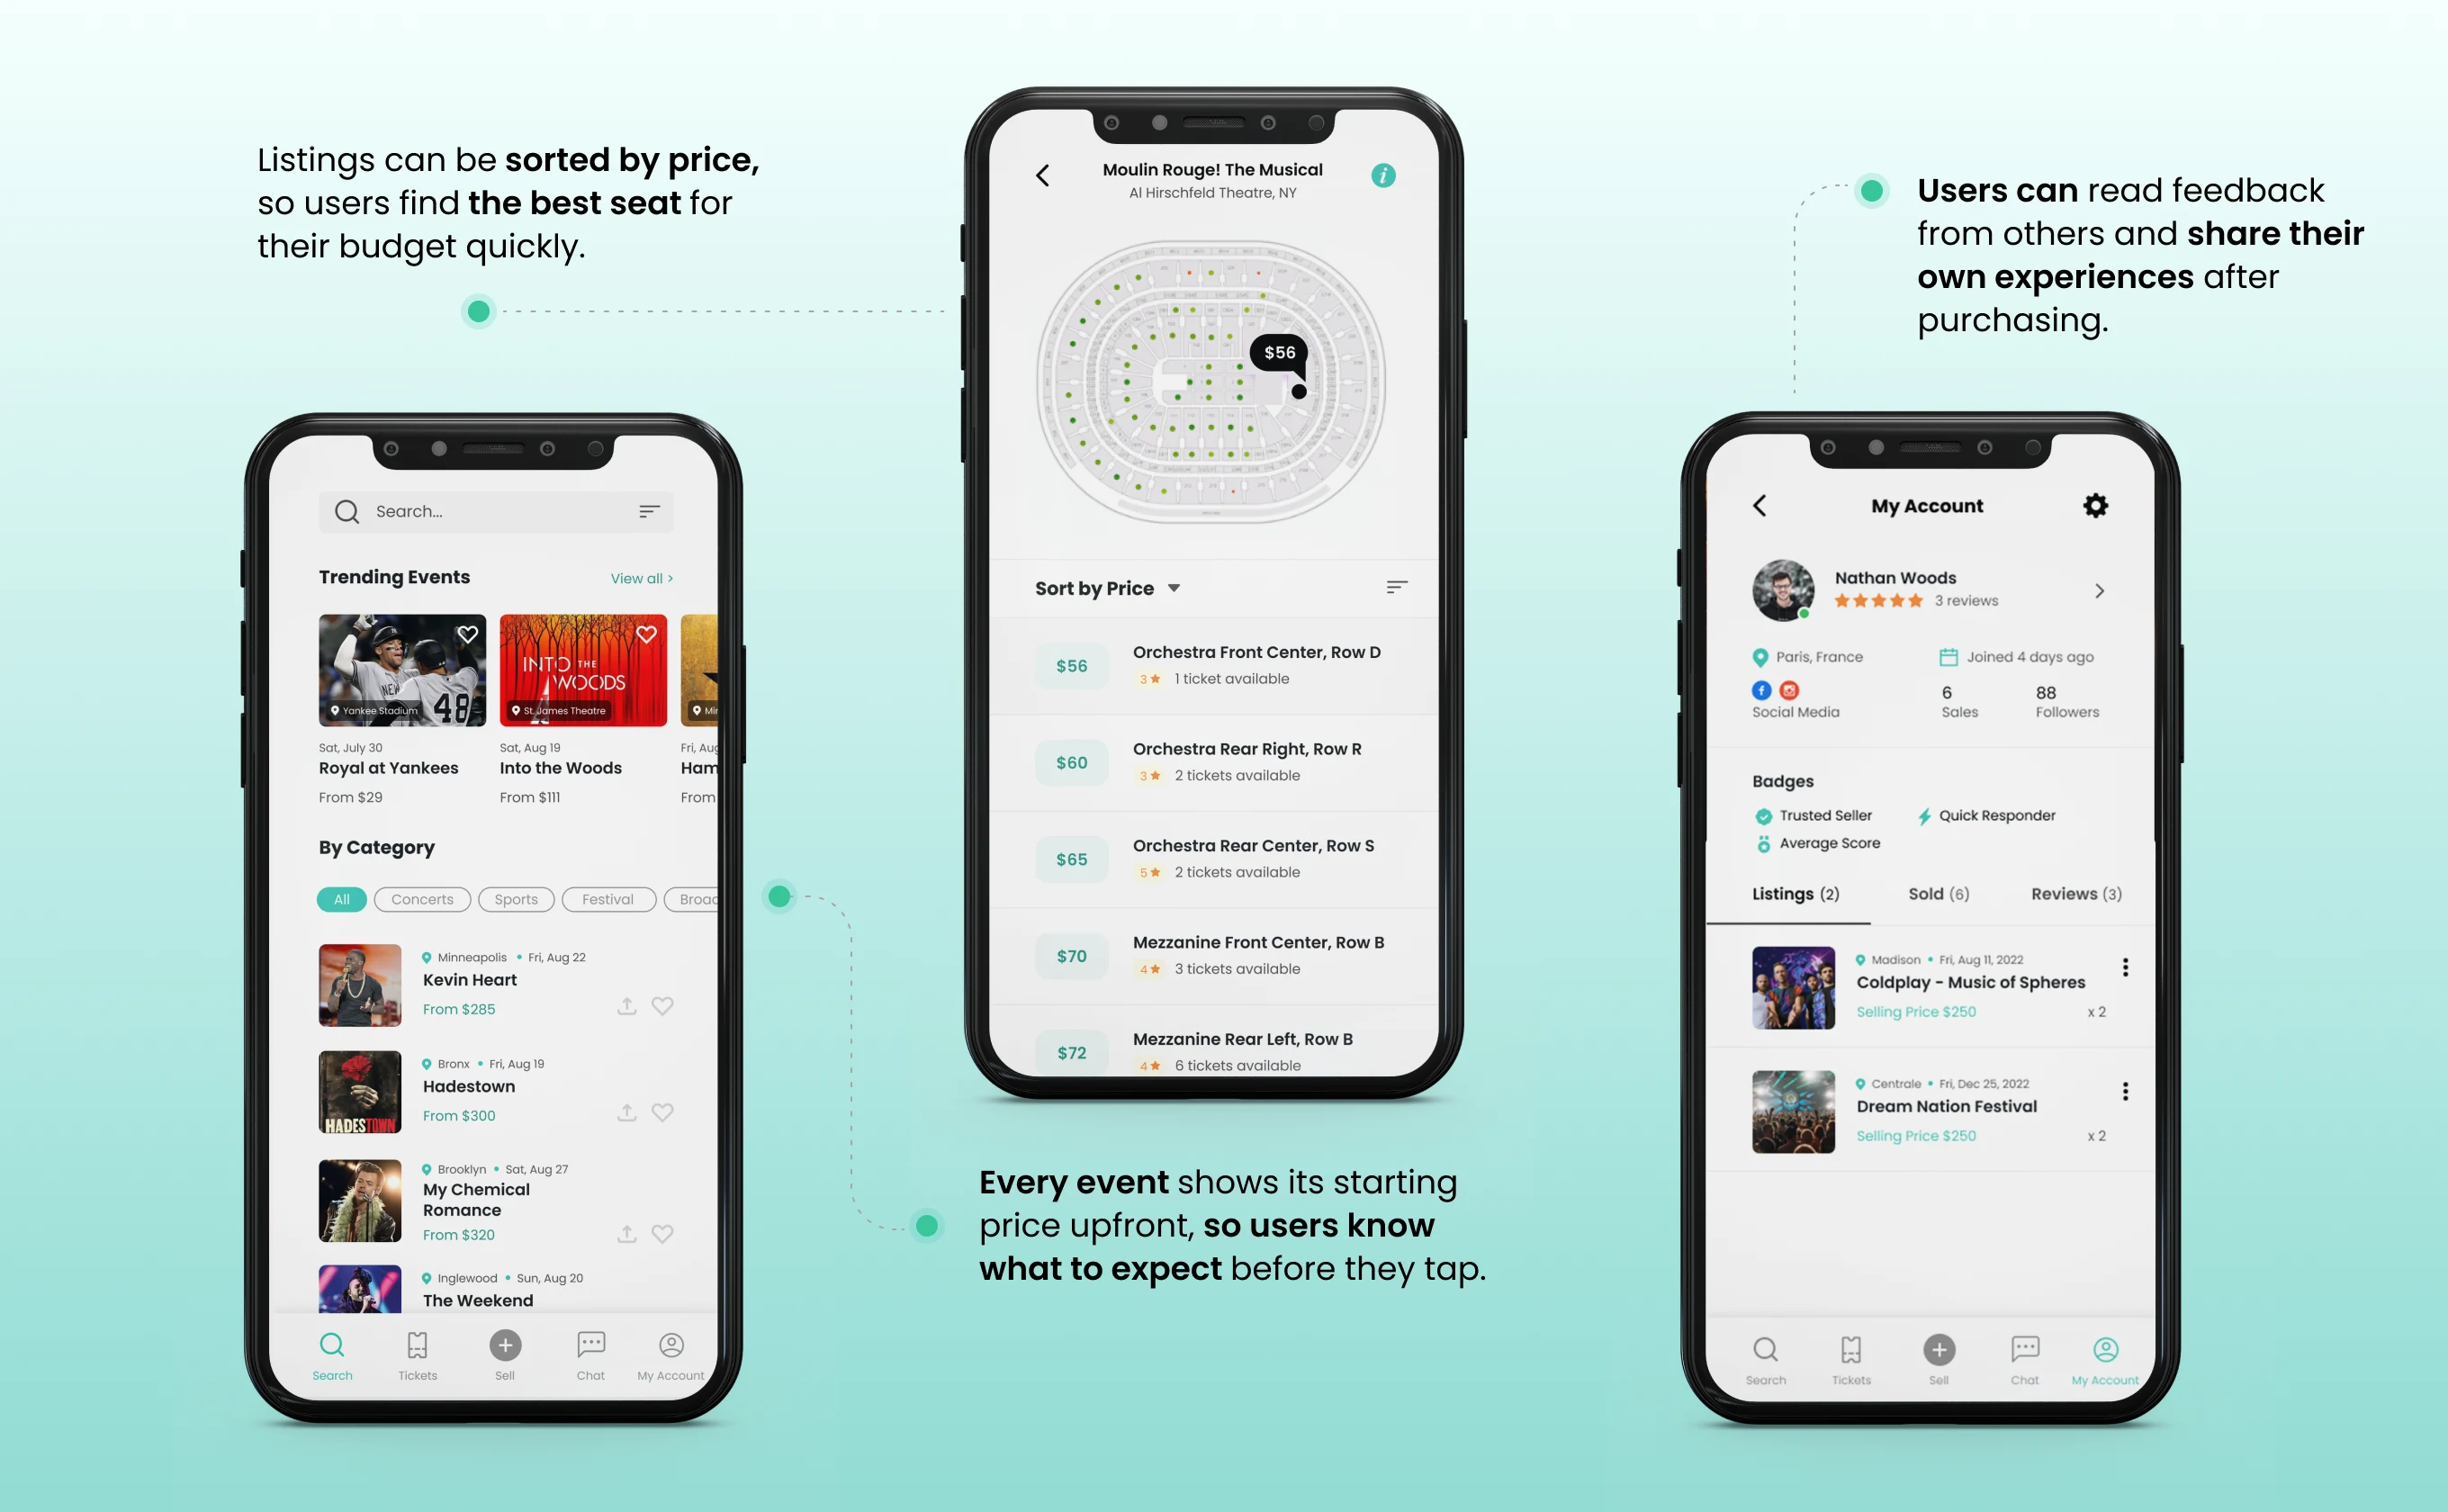 Listings can be sorted by price,
so users find the best seat for
their budget quickly.
Search...
Trending Events
View all >
NEW
48
Yankee Stadium
INTO THE
WOODS
St. James Theatre
Sat, July 30
Royal at Yankees
From $29
Sat, Aug 19
Into the Woods
From $111
Fri, Aug
Ham
From
By Category
All
Concerts
Sports
Festival
Broad
Minneapolis • Fri, Aug 22
Kevin Heart
From $285
Bronx • Fri, Aug 19
Hadestown
From $300
HADESTOWN
Brooklyn • Sat, Aug 27
My Chemical
Romance
From $320
Inglewood • Sun, Aug 20
The Weekend
Search
Tickets
Sell
Chat
My Account
Moulin Rouge! The Musical
Al Hirschfeld Theatre, NY
i
$56
Sort by Price
$56
Orchestra Front Center, Row D
3★ 1 ticket available
$60
Orchestra Rear Right, Row R
3★ 2 tickets available
$65
Orchestra Rear Center, Row S
5★ 2 tickets available
$70
Mezzanine Front Center, Row B
4★ 3 tickets available
$72
Mezzanine Rear Left, Row B
4★ 6 tickets available
Every event shows its starting
price upfront, so users know
what to expect before they tap.
Users can read feedback
from others and share their
own experiences after
purchasing.
My Account
Nathan Woods
3 reviews
Paris, France
Joined 4 days ago
Social Media
6
Sales
88
Followers
Badges
Trusted Seller
Quick Responder
Average Score
Listings (2)
Sold (6)
Reviews (3)
Madison • Fri, Aug 11, 2022
Coldplay - Music of Spheres
Selling Price $250
x 2
Centrale • Fri, Dec 25, 2022
Dream Nation Festival
Selling Price $250
x 2
Search
Tickets
Sell
Chat
My Account